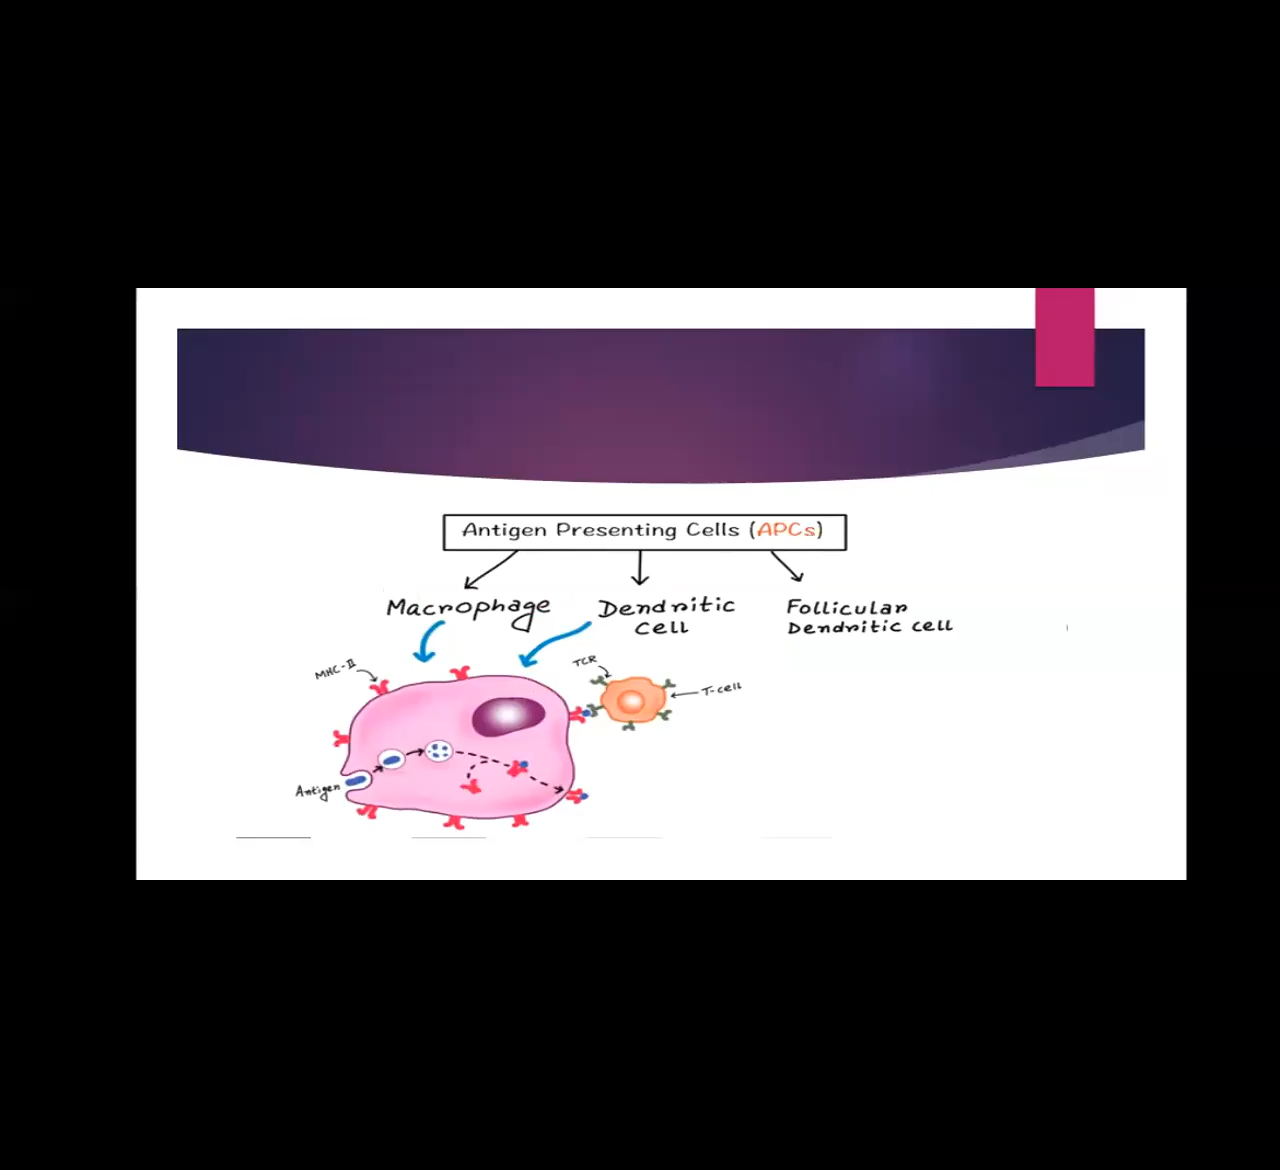 Antigen Presenting Cells (APCs)
Macrophage
Dendritic
Cell
Follicular
Dendritic cell
MHC-II
TCR
T-cell
Antigen